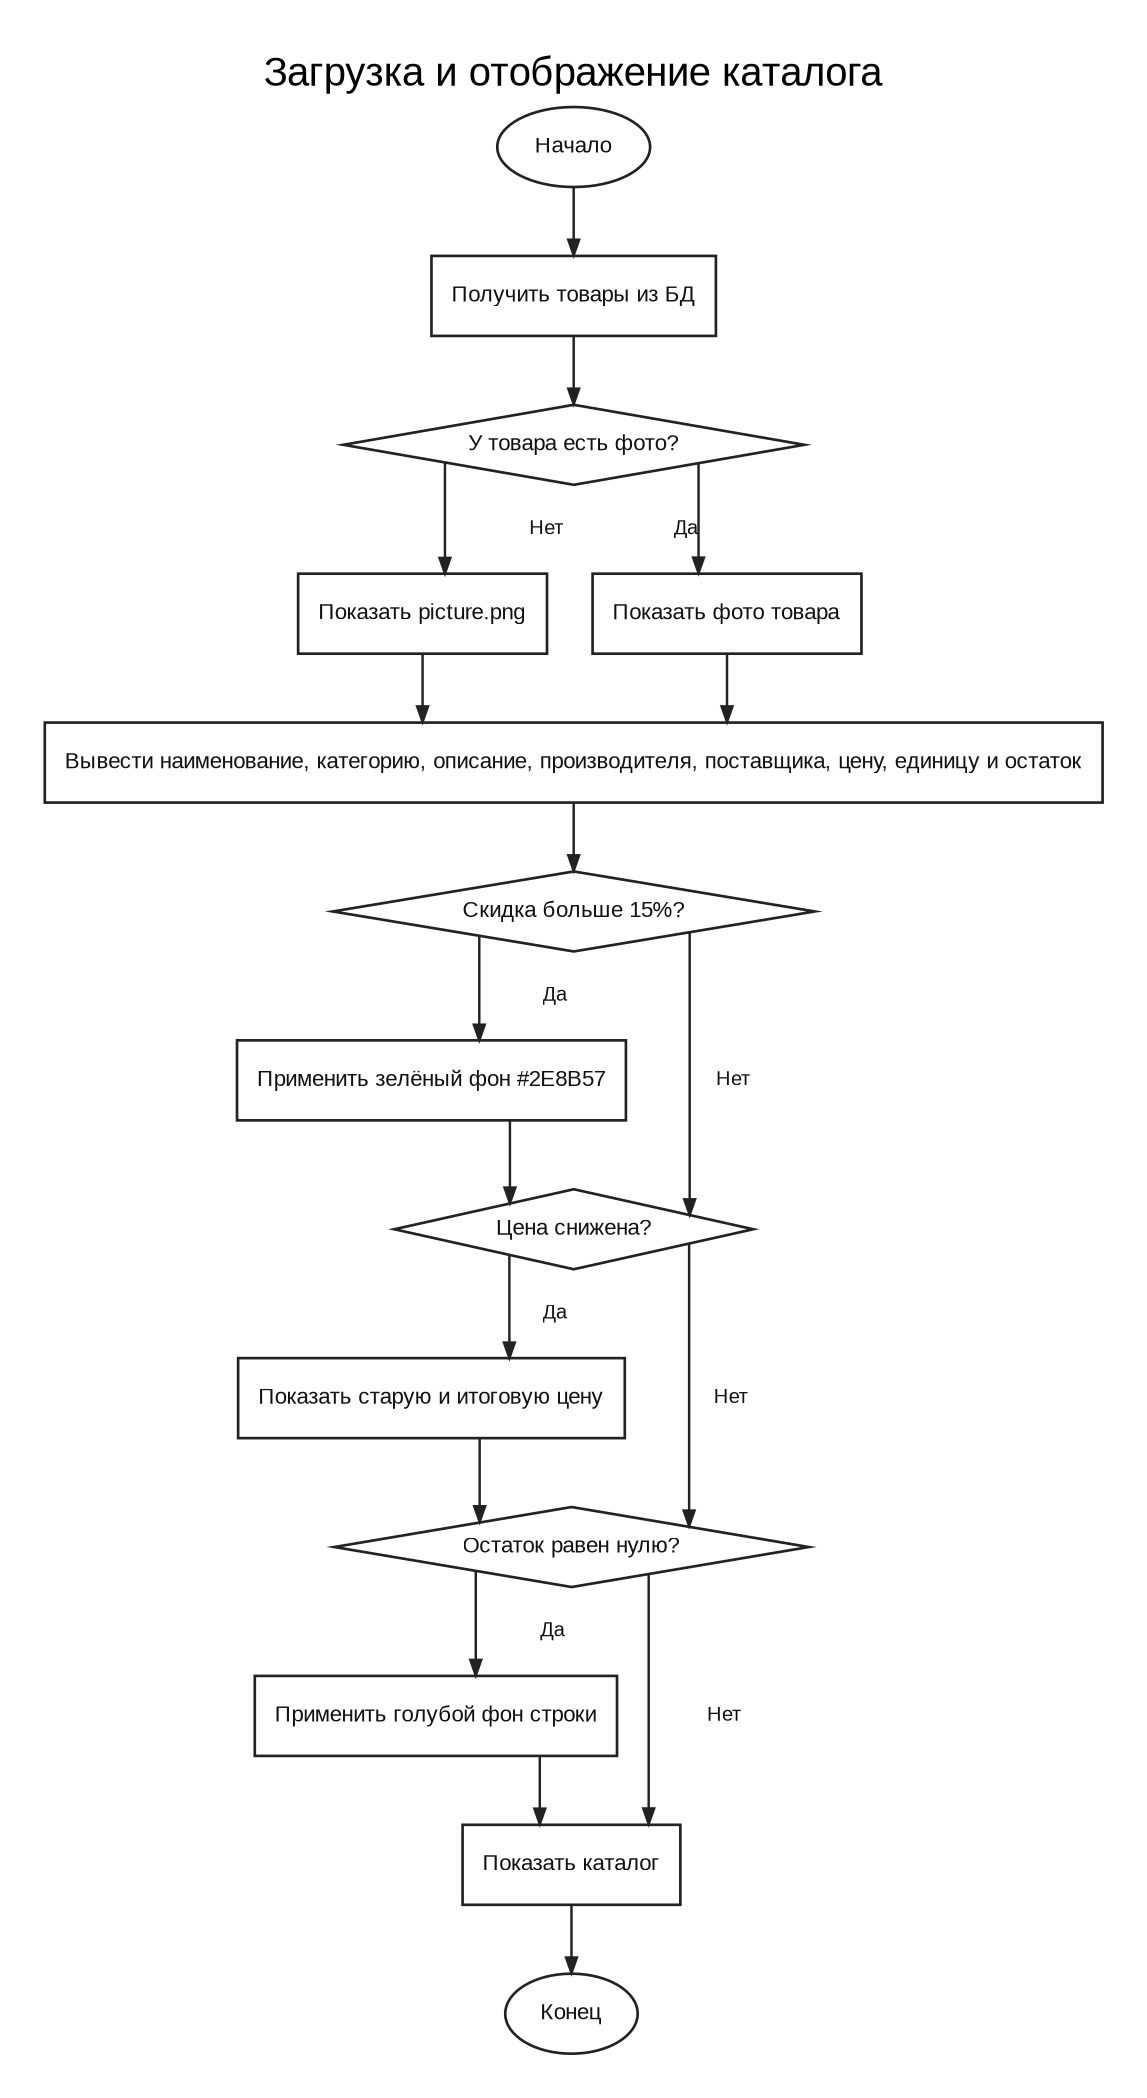 Загрузка и отображение каталога
Начало
Получить товары из БД
У товара есть фото?
Нет
Да
Показать picture.png
Показать фото товара
Вывести наименование, категорию, описание, производителя, поставщика, цену, единицу и остаток
Скидка больше 15%?
Да
Применить зелёный фон #2E8B57
Нет
Цена снижена?
Да
Показать старую и итоговую цену
Нет
Остаток равен нулю?
Да
Применить голубой фон строки
Нет
Показать каталог
Конец